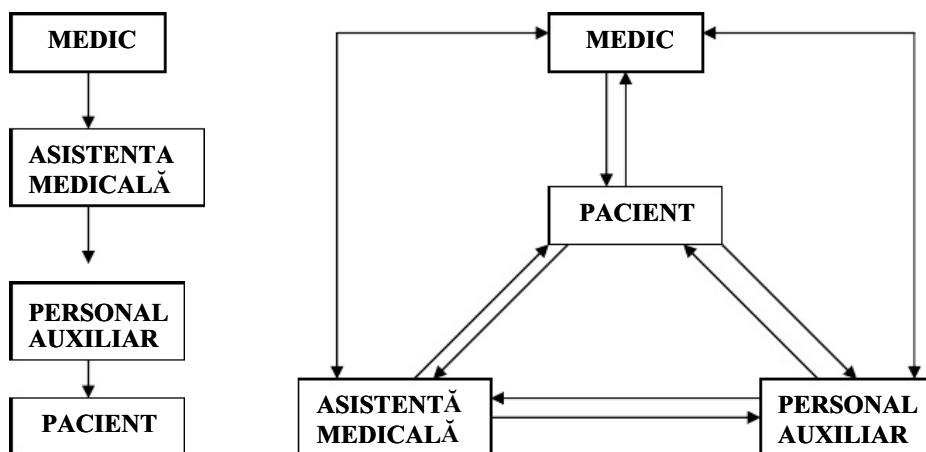 MEDIC
ASISTENTA
MEDICALĂ
PERSONAL
AUXILIAR
PACIENT
MEDIC
PACIENT
ASISTENTĂ
MEDICALĂ
PERSONAL
AUXILIAR